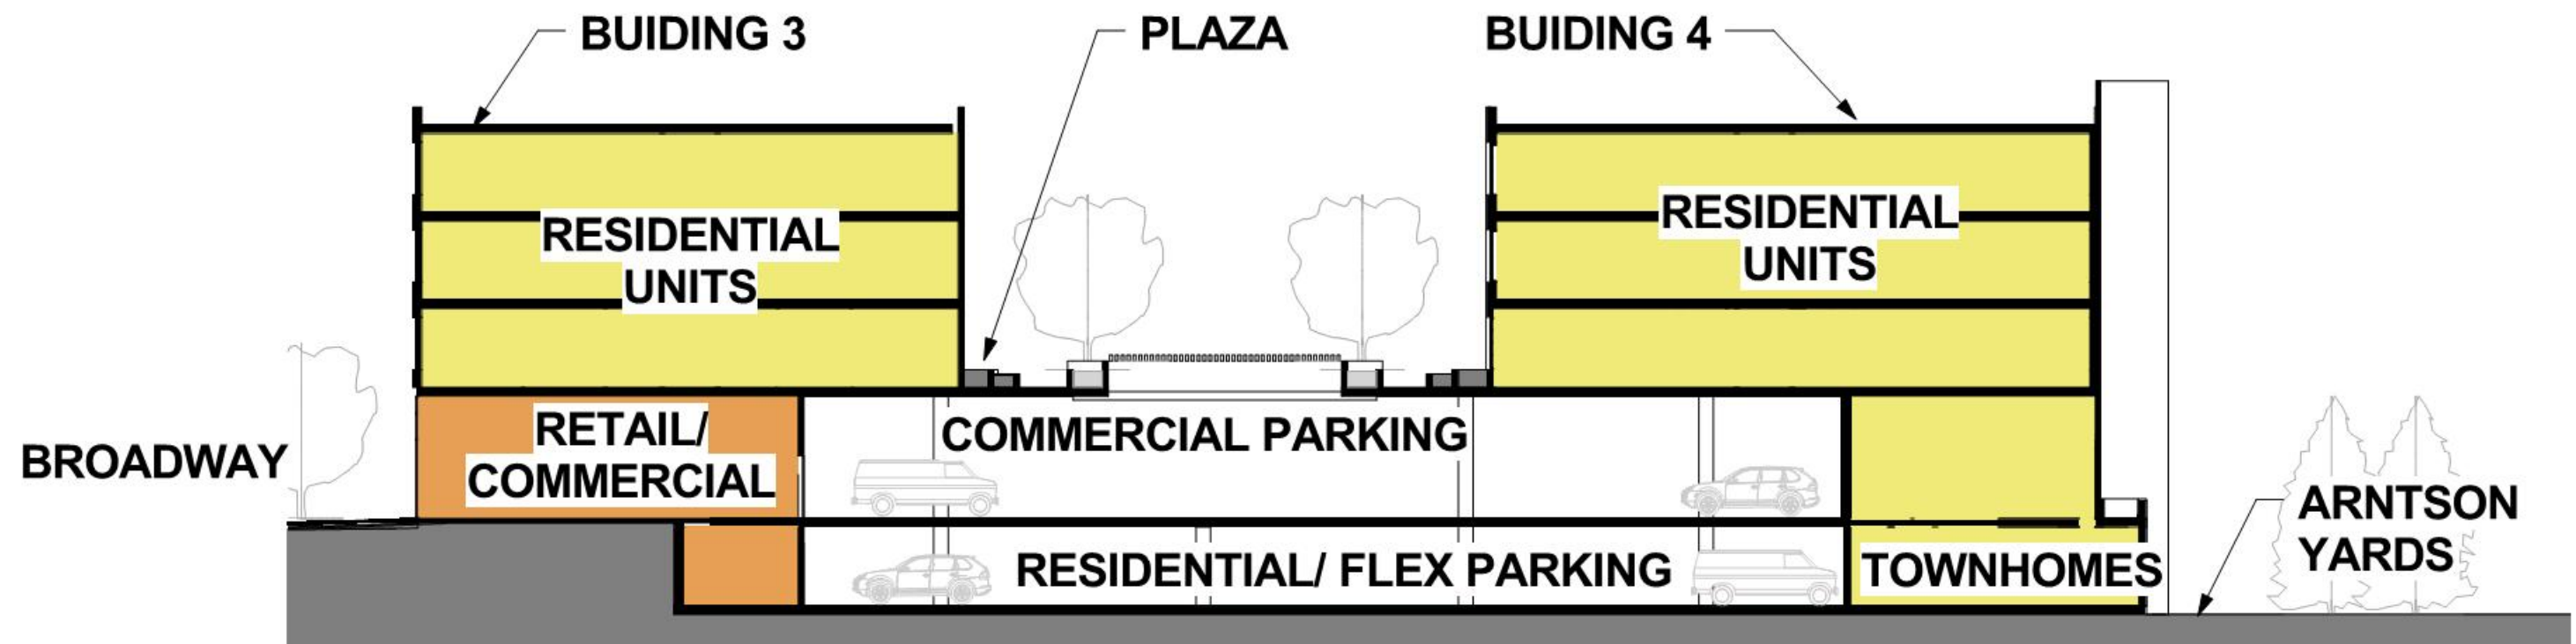 BUIDING 3
PLAZA
BUIDING 4
RESIDENTIAL
UNITS
RESIDENTIAL
UNITS
BROADWAY
RETAIL/
COMMERCIAL
COMMERCIAL PARKING
RESIDENTIAL/ FLEX PARKING
TOWNHOMES
ARNTSON
YARDS